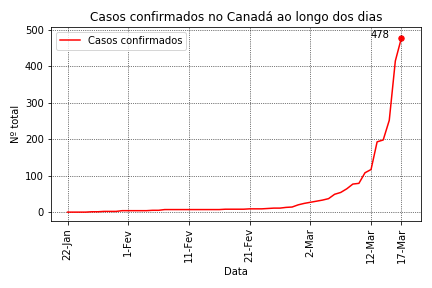 Casos confirmados no Canadá ao longo dos dias
Casos confirmados
478
Nº total
500
400
300
200
100
0
22-Jan
1-Fev
11-Fev
21-Fev
2-Mar
12-Mar
17-Mar
Data